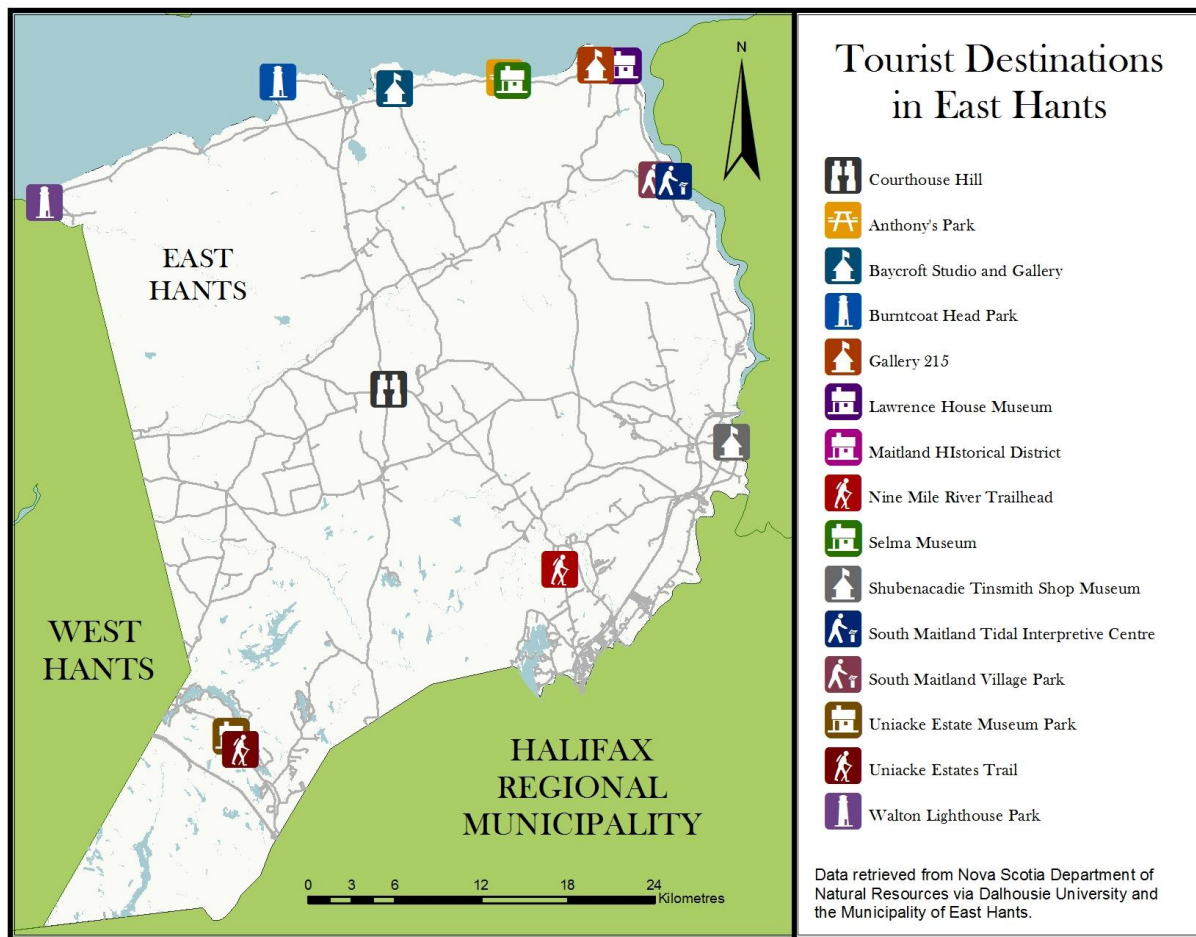 Tourist Destinations
in East Hants
N
Courthouse Hill
Anthony's Park
Baycroft Studio and Gallery
Burntcoat Head Park
Gallery 215
Lawrence House Museum
Maitland HIstorical District
Nine Mile River Trailhead
Selma Museum
Shubenacadie Tinsmith Shop Museum
South Maitland Tidal Interpretive Centre
South Maitland Village Park
Uniacke Estate Museum Park
Uniacke Estates Trail
Walton Lighthouse Park
EAST
HANTS
WEST
HANTS
HALIFAX
REGIONAL
MUNICIPALITY
0 3 6 12 18 24
Kilometres
Data retrieved from Nova Scotia Department of
Natural Resources via Dalhousie University and
the Municipality of East Hants.